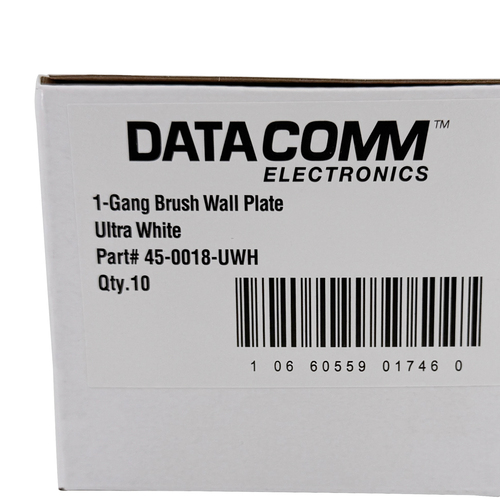 DATACOMM™
ELECTRONICS
1-Gang Brush Wall Plate
Ultra White
Part# 45-0018-UWH
Qty.10
1 06 60559 01746 0